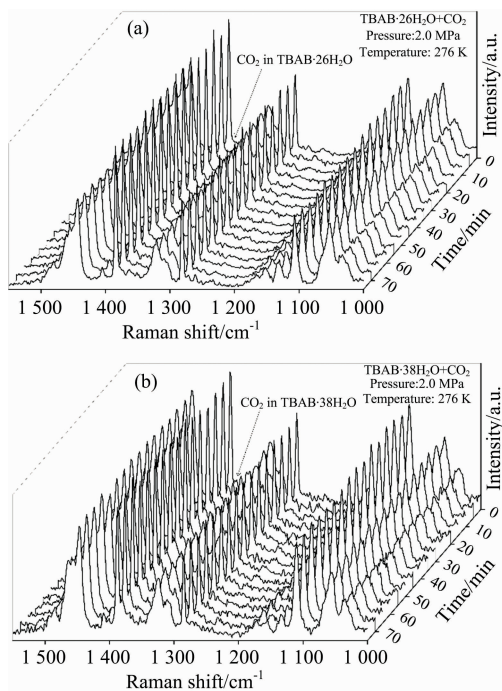 (a)
TBAB·26H₂O+CO₂
Pressure:2.0 MPa
Temperature: 276 K
CO₂ in TBAB·26H₂O
Intensity/a.u.
0
10
20
30
40
50
60
70
Time/min
1 500
1 400
1 300
1 200
1 100
1 000
Raman shift/cm⁻¹
(b)
TBAB·38H₂O+CO₂
Pressure:2.0 MPa
Temperature: 276 K
CO₂ in TBAB·38H₂O
Intensity/a.u.
0
10
20
30
40
50
60
70
Time/min
1 500
1 400
1 300
1 200
1 100
1 000
Raman shift/cm⁻¹